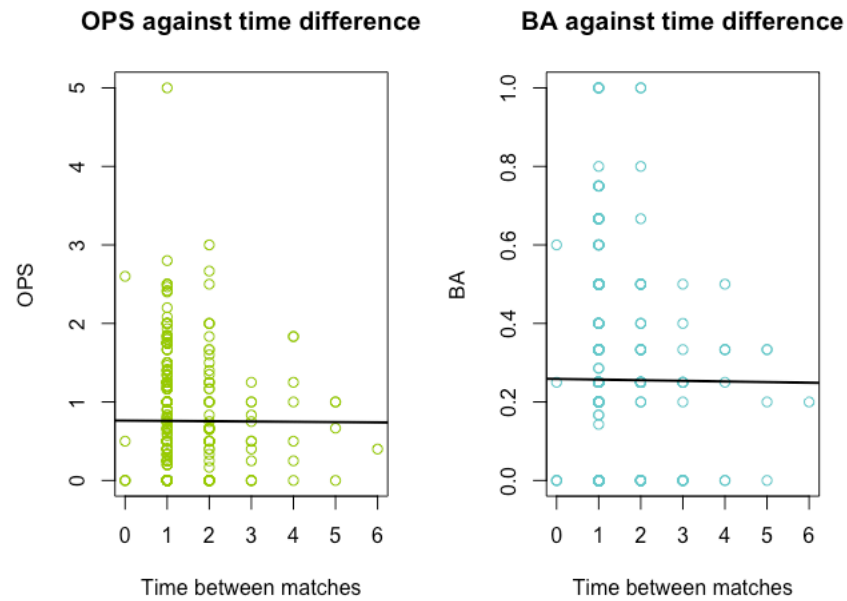 OPS against time difference
OPS
5
4
3
2
1
0
0 1 2 3 4 5 6
Time between matches
BA against time difference
BA
1.0
0.8
0.6
0.4
0.2
0.0
0 1 2 3 4 5 6
Time between matches